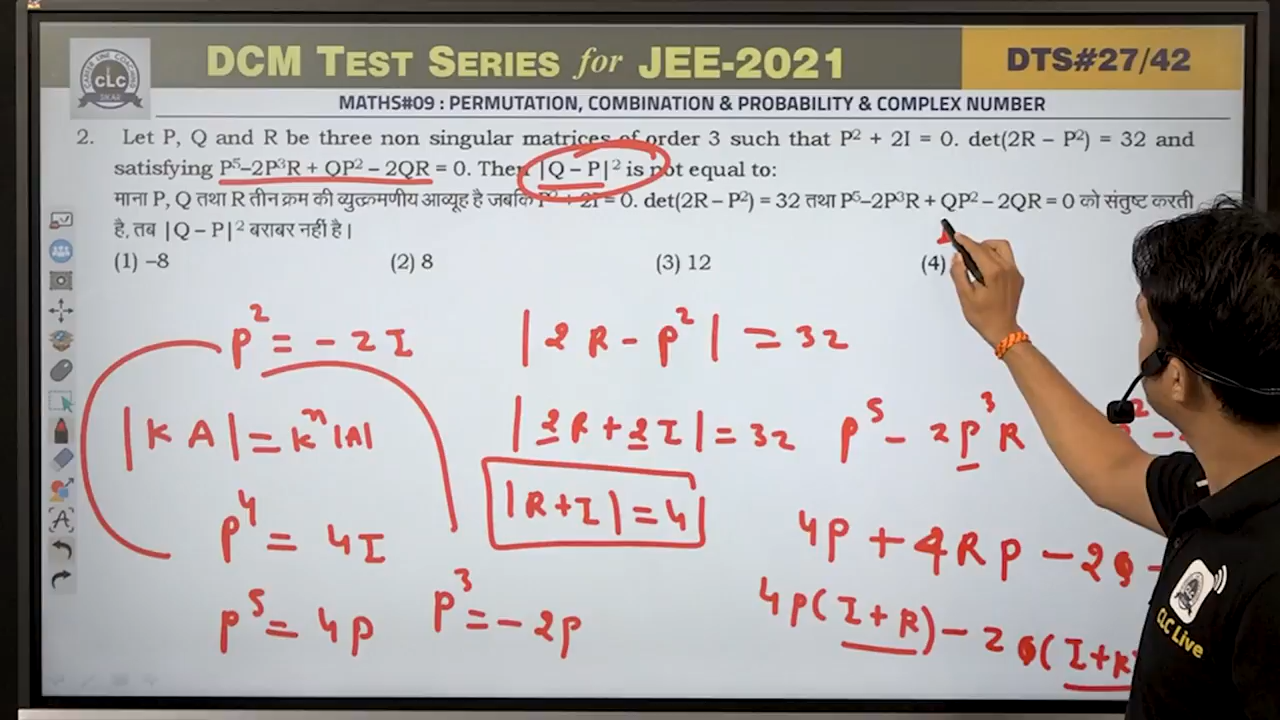 DCM TEST SERIES for JEE-2021
DTS#27/42
CLC
MATHS#09 : PERMUTATION, COMBINATION & PROBABILITY & COMPLEX NUMBER
2. Let P, Q and R be three non singular matrices of order 3 such that P² + 2I = 0. det(2R – P²) = 32 and
satisfying P⁵–2P³R + QP² – 2QR = 0. Then |Q – P|² is not equal to:
माना P, Q तथा R तीन क्रम की व्युत्क्रमणीय आव्यूह है जबकि P² + 2I = 0. det(2R – P²) = 32 तथा P⁵–2P³R + QP² – 2QR = 0 को संतुष्ट करती
है, तब |Q – P|² बराबर नहीं है।
(1) –8 (2) 8 (3) 12 (4)
P² = – 2I
|2R – P²| = 32
|KA| = Kⁿ|A|
|2R + 2I| = 32
P⁵ – 2P³R
|R+I| = 4
P⁴ = 4I
4P + 4RP – 2Q –
P⁵ = 4P P³ = – 2P
4P(I+R) – 2Q(I+R
CLC Live